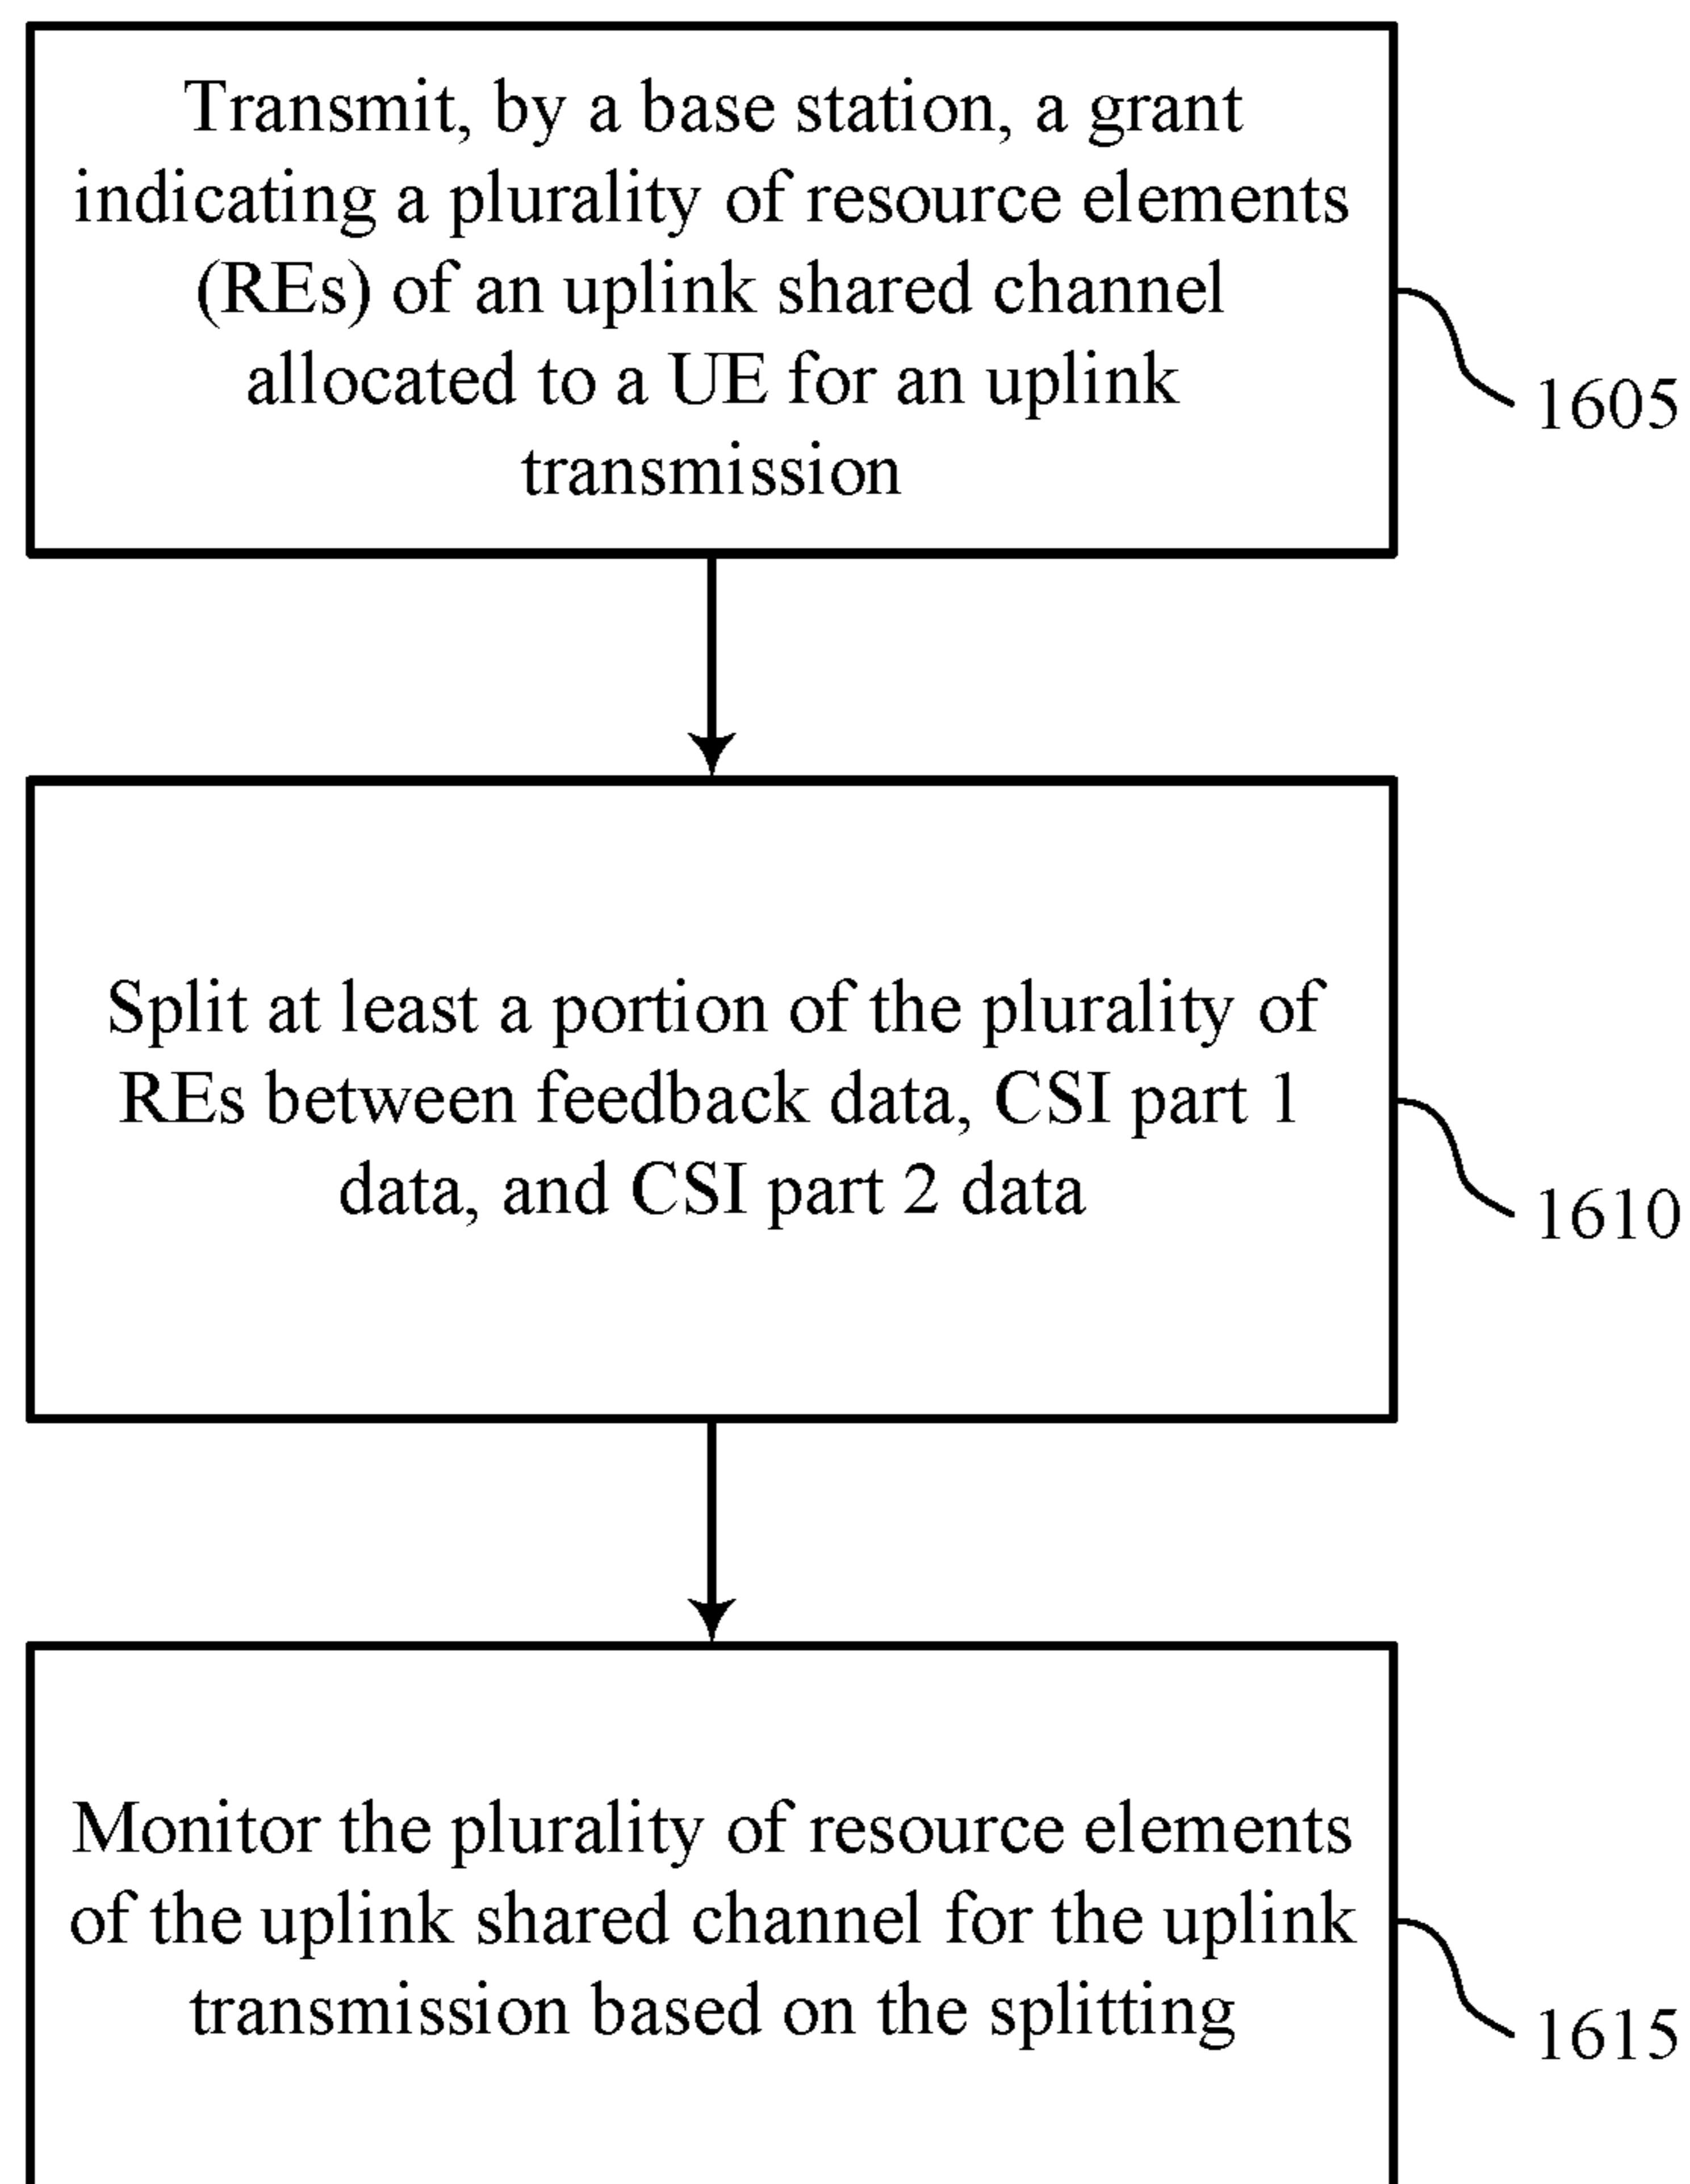 Transmit, by a base station, a grant
indicating a plurality of resource elements
(REs) of an uplink shared channel
allocated to a UE for an uplink
transmission
1605
Split at least a portion of the plurality of
REs between feedback data, CSI part 1
data, and CSI part 2 data
1610
Monitor the plurality of resource elements
of the uplink shared channel for the uplink
transmission based on the splitting
1615